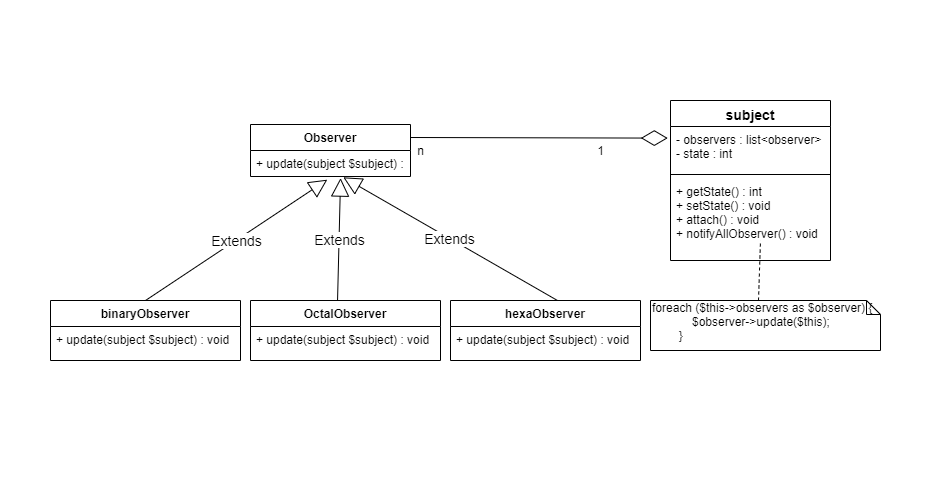 subject
- observers : list<observer>
- state : int
+ getState() : int
+ setState() : void
+ attach() : void
+ notifyAllObserver() : void
Observer
+ update(subject $subject) :
n
1
Extends
Extends
Extends
binaryObserver
+ update(subject $subject) : void
OctalObserver
+ update(subject $subject) : void
hexaObserver
+ update(subject $subject) : void
foreach ($this->observers as $observer) {
$observer->update($this);
}